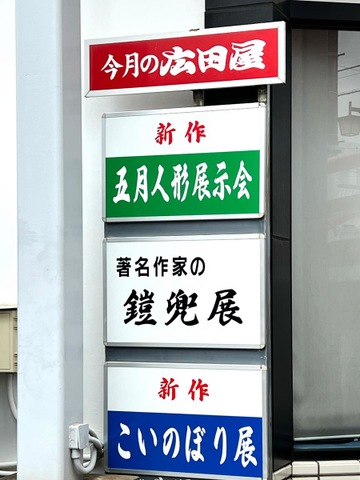 今月の広田屋
新作
五月人形展示会
著名作家の
鎧兜展
新作
こいのぼり展